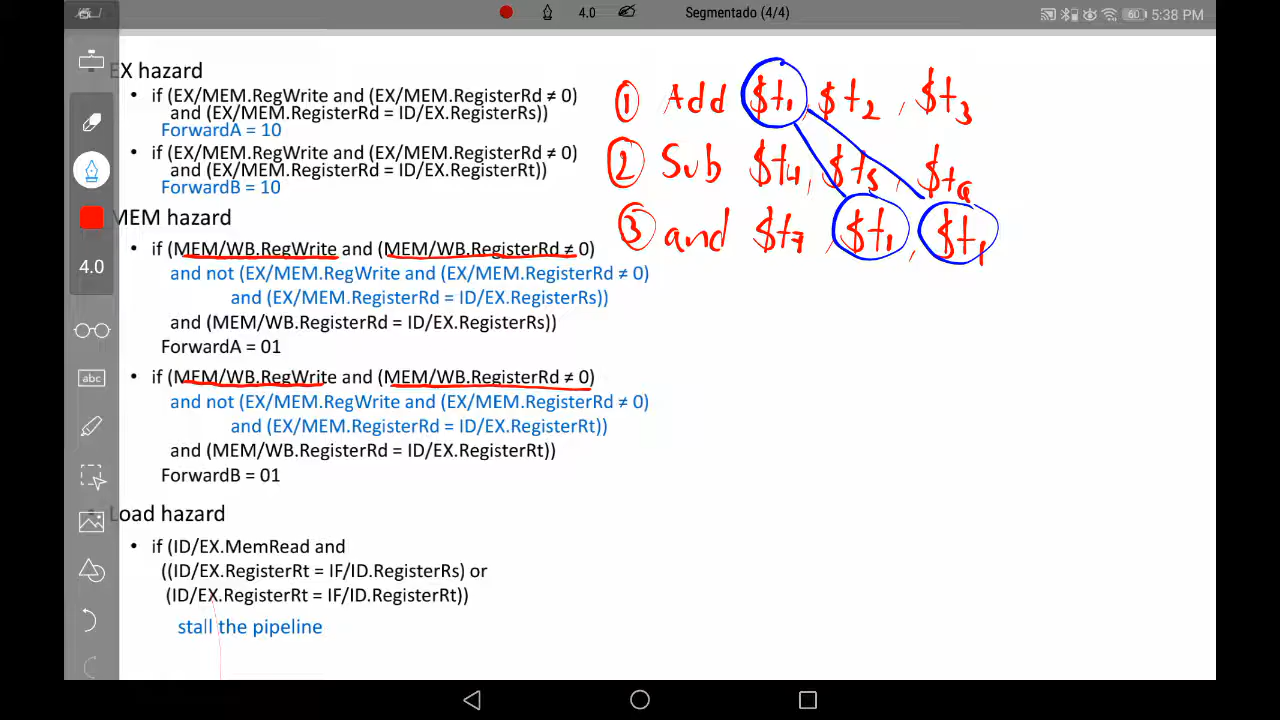 4.0
Segmentado (4/4)
60
5:38 PM
EX hazard
• if (EX/MEM.RegWrite and (EX/MEM.RegisterRd ≠ 0)
and (EX/MEM.RegisterRd = ID/EX.RegisterRs))
ForwardA = 10
• if (EX/MEM.RegWrite and (EX/MEM.RegisterRd ≠ 0)
and (EX/MEM.RegisterRd = ID/EX.RegisterRt))
ForwardB = 10
MEM hazard
• if (MEM/WB.RegWrite and (MEM/WB.RegisterRd ≠ 0)
and not (EX/MEM.RegWrite and (EX/MEM.RegisterRd ≠ 0)
and (EX/MEM.RegisterRd = ID/EX.RegisterRs))
and (MEM/WB.RegisterRd = ID/EX.RegisterRs))
ForwardA = 01
• if (MEM/WB.RegWrite and (MEM/WB.RegisterRd ≠ 0)
and not (EX/MEM.RegWrite and (EX/MEM.RegisterRd ≠ 0)
and (EX/MEM.RegisterRd = ID/EX.RegisterRt))
and (MEM/WB.RegisterRd = ID/EX.RegisterRt))
ForwardB = 01
Load hazard
• if (ID/EX.MemRead and
((ID/EX.RegisterRt = IF/ID.RegisterRs) or
(ID/EX.RegisterRt = IF/ID.RegisterRt))
stall the pipeline
① Add $t1, $t2, $t3
② Sub $t4, $t5,
③ and $t7, $t1, $t1
4.0
abc